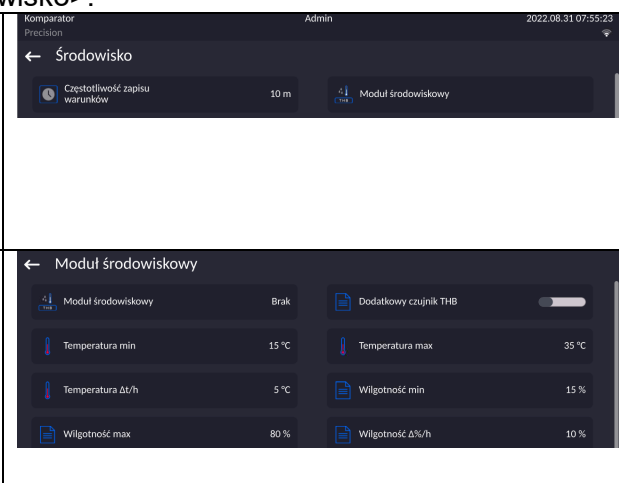 wisko>.
Komparator Admin 2022.08.31 07:55:23
Precision
← Środowisko
Częstotliwość zapisu
warunków 10 m
THB Moduł środowiskowy
← Moduł środowiskowy
THB Moduł środowiskowy Brak
Dodatkowy czujnik THB
Temperatura min 15 °C
Temperatura max 35 °C
Temperatura Δt/h 5 °C
Wilgotność min 15 %
Wilgotność max 80 %
Wilgotność Δ%/h 10 %